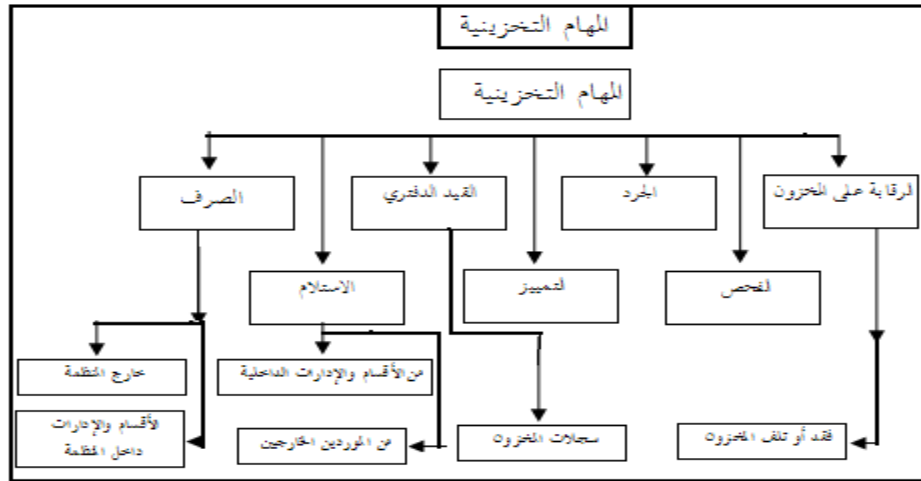 المهام التخزينية
المهام التخزينية
الرقابة على المخزون
الجرد
القيد الدفتري
الصرف
الفحص
التمييز
الاستلام
من الأقسام والإدارات الداخلية
خارج المنظمة
فقد أو تلف المخزون
سجلات المخزون
من الموردين الخارجيين
الأقسام والإدارات
داخل المنظمة